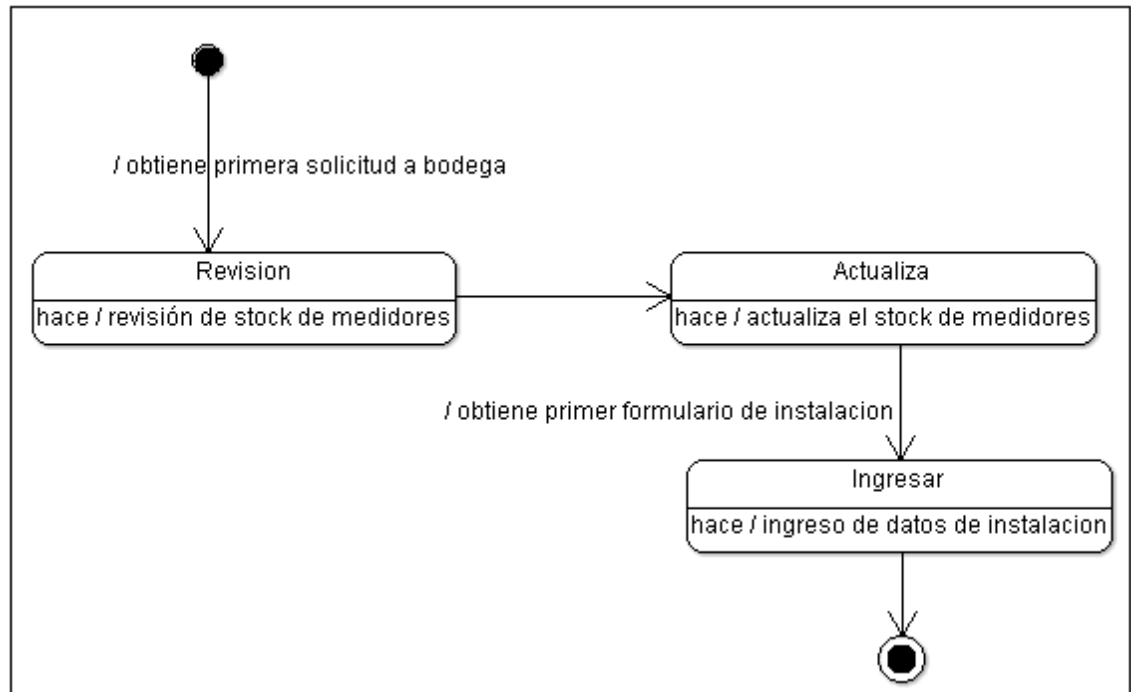 / obtiene primera solicitud a bodega
Revision
hace / revisión de stock de medidores
Actualiza
hace / actualiza el stock de medidores
/ obtiene primer formulario de instalacion
Ingresar
hace / ingreso de datos de instalacion